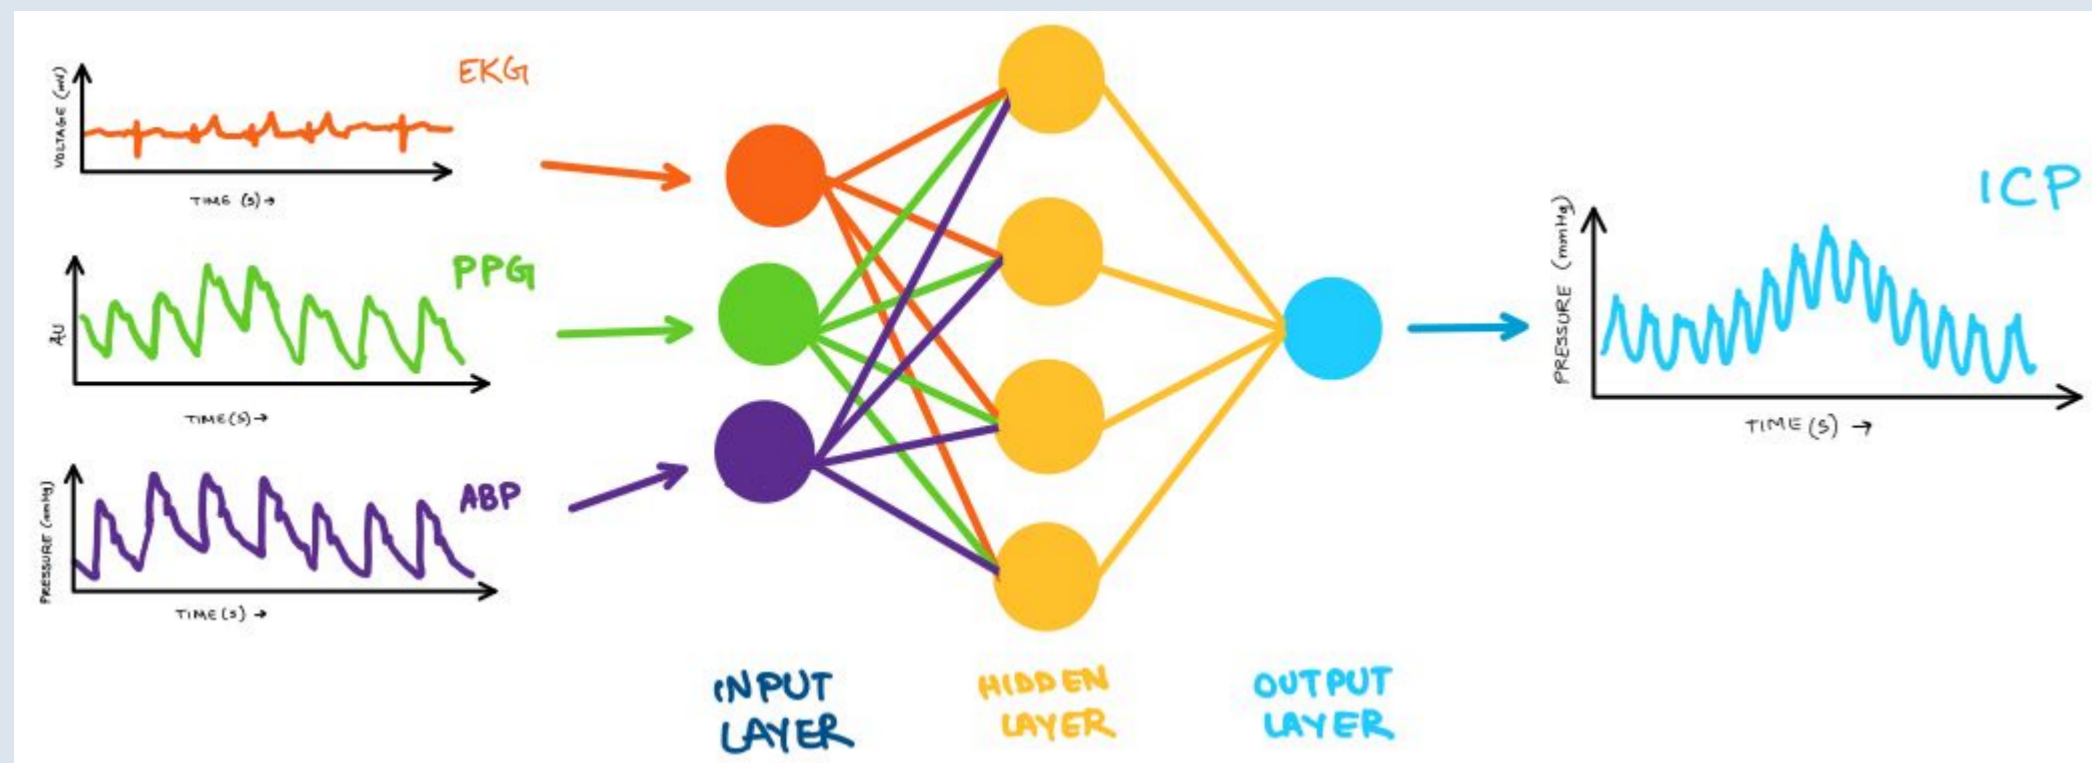 EKG
VOLTAGE (mV)
TIME (S) →
PPG
AU
TIME (S) →
ABP
PRESSURE (mmHg)
TIME (S) →
INPUT
LAYER
HIDDEN
LAYER
OUTPUT
LAYER
ICP
PRESSURE (mmHg)
TIME (S) →